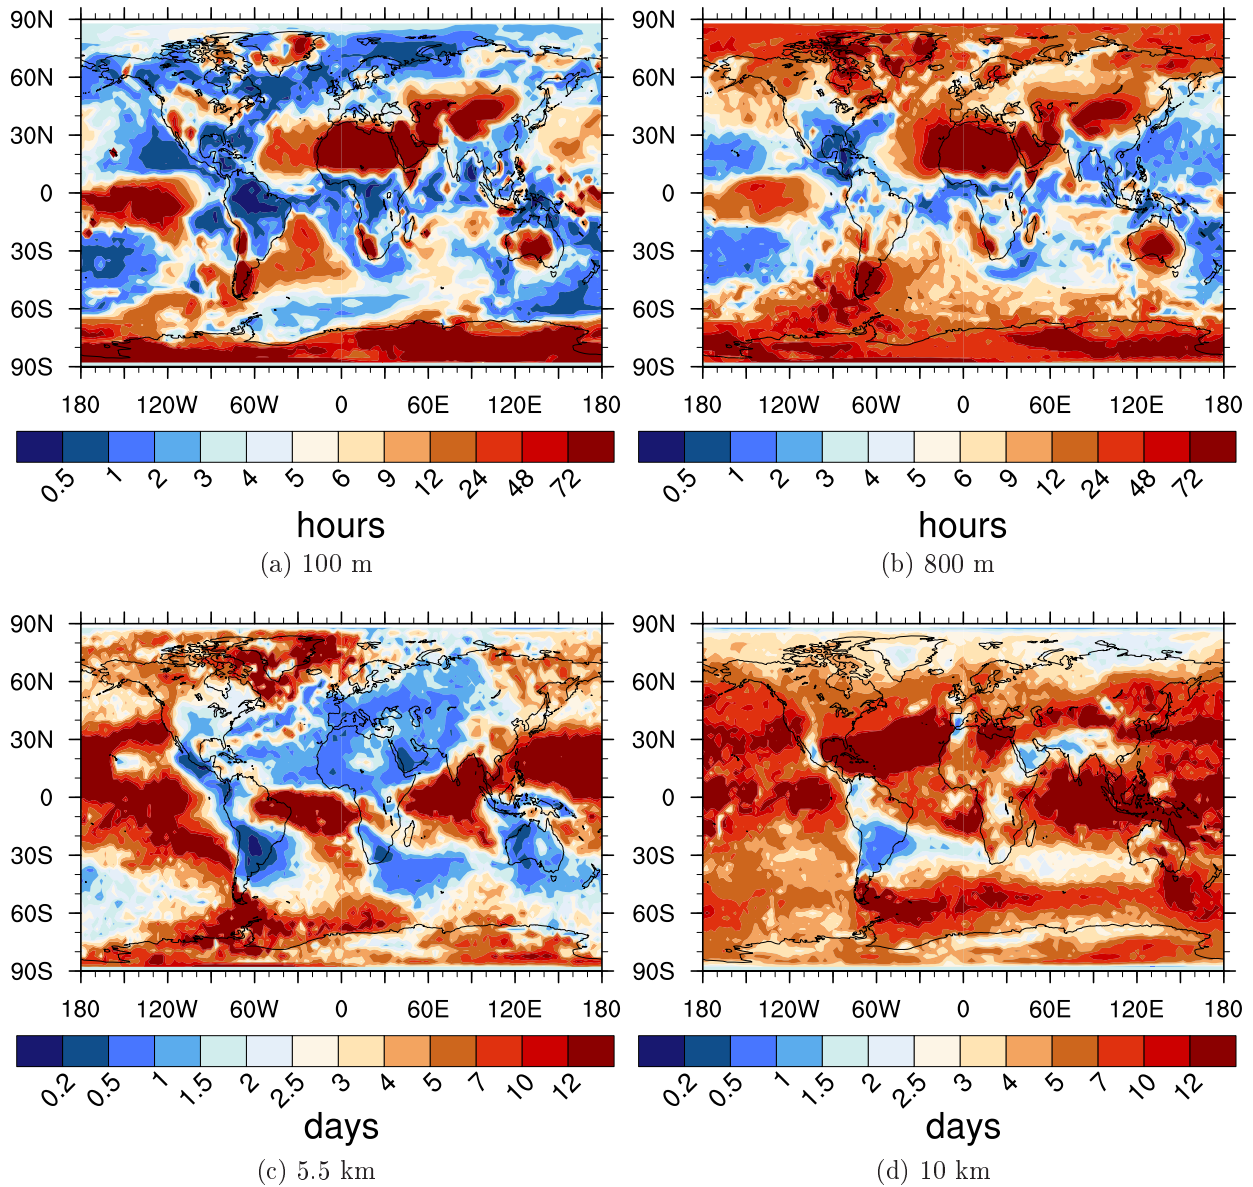 90N 90N
60N 60N
30N 30N
0 0
30S 30S
60S 60S
90S 90S
180 120W 60W 0 60E 120E 180 180 120W 60W 0 60E 120E 180
0.5 1 2 3 4 5 6 9 12 24 48 72 0.5 1 2 3 4 5 6 9 12 24 48 72
hours hours
(a) 100 m (b) 800 m
90N 90N
60N 60N
30N 30N
0 0
30S 30S
60S 60S
90S 90S
180 120W 60W 0 60E 120E 180 180 120W 60W 0 60E 120E 180
0.2 0.5 1 1.5 2 2.5 3 4 5 7 10 12 0.2 0.5 1 1.5 2 2.5 3 4 5 7 10 12
days days
(c) 5.5 km (d) 10 km